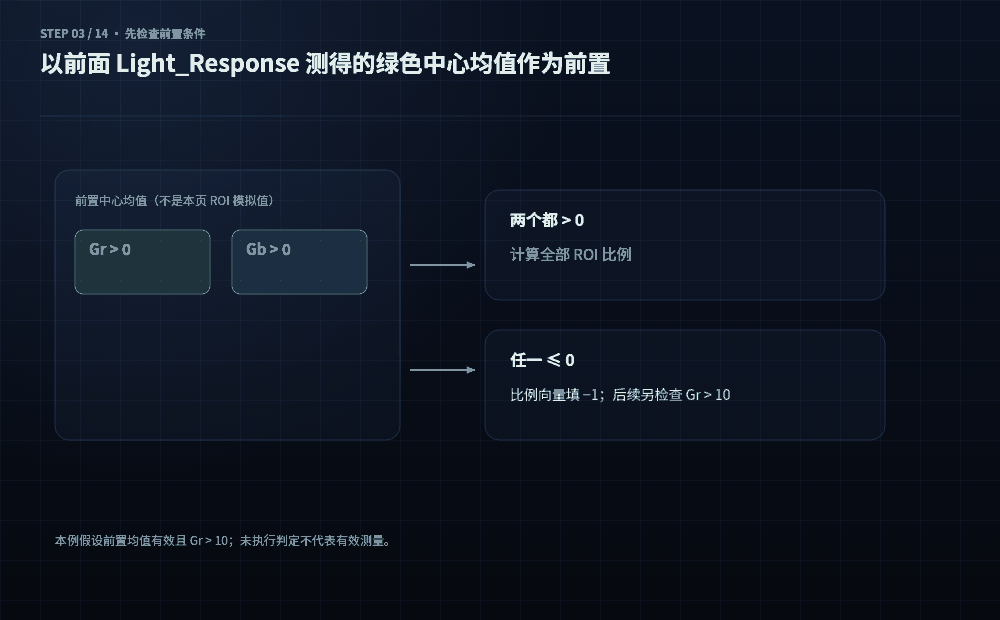 STEP 03 / 14 · 先检查前置条件
以前面 Light_Response 测得的绿色中心均值作为前置
前置中心均值（不是本页 ROI 模拟值）
Gr > 0
Gb > 0
两个都 > 0
计算全部 ROI 比例
任一 ≤ 0
比例向量填 −1；后续另检查 Gr > 10
本例假设前置均值有效且 Gr > 10；未执行判定不代表有效测量。